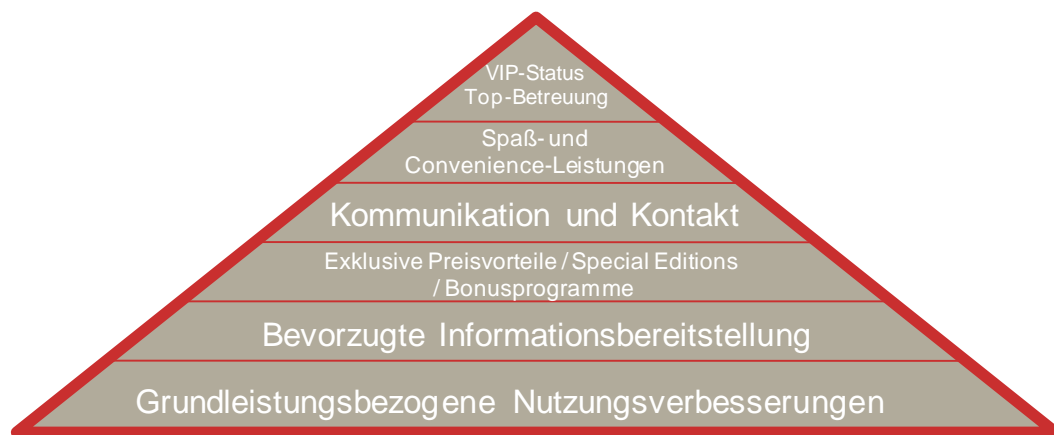 VIP-Status
Top-Betreuung
Spaß- und
Convenience-Leistungen
Kommunikation und Kontakt
Exklusive Preisvorteile / Special Editions
/ Bonusprogramme
Bevorzugte Informationsbereitstellung
Grundleistungsbezogene Nutzungsverbesserungen